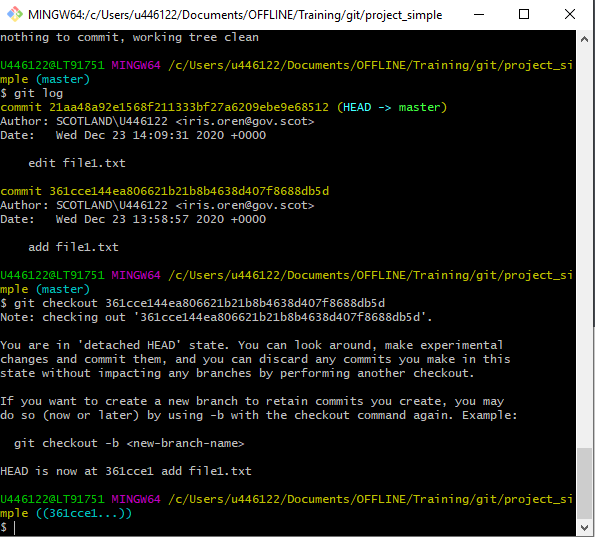 MINGW64:/c/Users/u446122/Documents/OFFLINE/Training/git/project_simple
nothing to commit, working tree clean
U446122@LT91751 MINGW64 /c/Users/u446122/Documents/OFFLINE/Training/git/project_si
mple (master)
$ git log
commit 21aa48a92e1568f211333bf27a6209ebe9e68512 (HEAD -> master)
Author: SCOTLAND\U446122 <iris.oren@gov.scot>
Date:   Wed Dec 23 14:09:31 2020 +0000
    edit file1.txt
commit 361cce144ea806621b21b8b4638d407f8688db5d
Author: SCOTLAND\U446122 <iris.oren@gov.scot>
Date:   Wed Dec 23 13:58:57 2020 +0000
    add file1.txt
U446122@LT91751 MINGW64 /c/Users/u446122/Documents/OFFLINE/Training/git/project_si
mple (master)
$ git checkout 361cce144ea806621b21b8b4638d407f8688db5d
Note: checking out '361cce144ea806621b21b8b4638d407f8688db5d'.
You are in 'detached HEAD' state. You can look around, make experimental
changes and commit them, and you can discard any commits you make in this
state without impacting any branches by performing another checkout.
If you want to create a new branch to retain commits you create, you may
do so (now or later) by using -b with the checkout command again. Example:
  git checkout -b <new-branch-name>
HEAD is now at 361cce1 add file1.txt
U446122@LT91751 MINGW64 /c/Users/u446122/Documents/OFFLINE/Training/git/project_si
mple ((361cce1...))
$